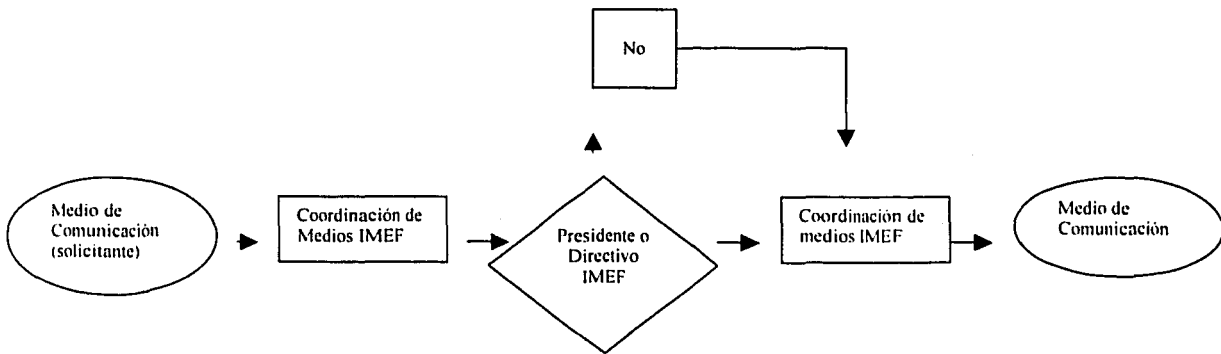 No
Medio de
Comunicación
(solicitante)
Coordinación de
Medios IMEF
Presidente o
Directivo
IMEF
Coordinación de
medios IMEF
Medio de
Comunicación